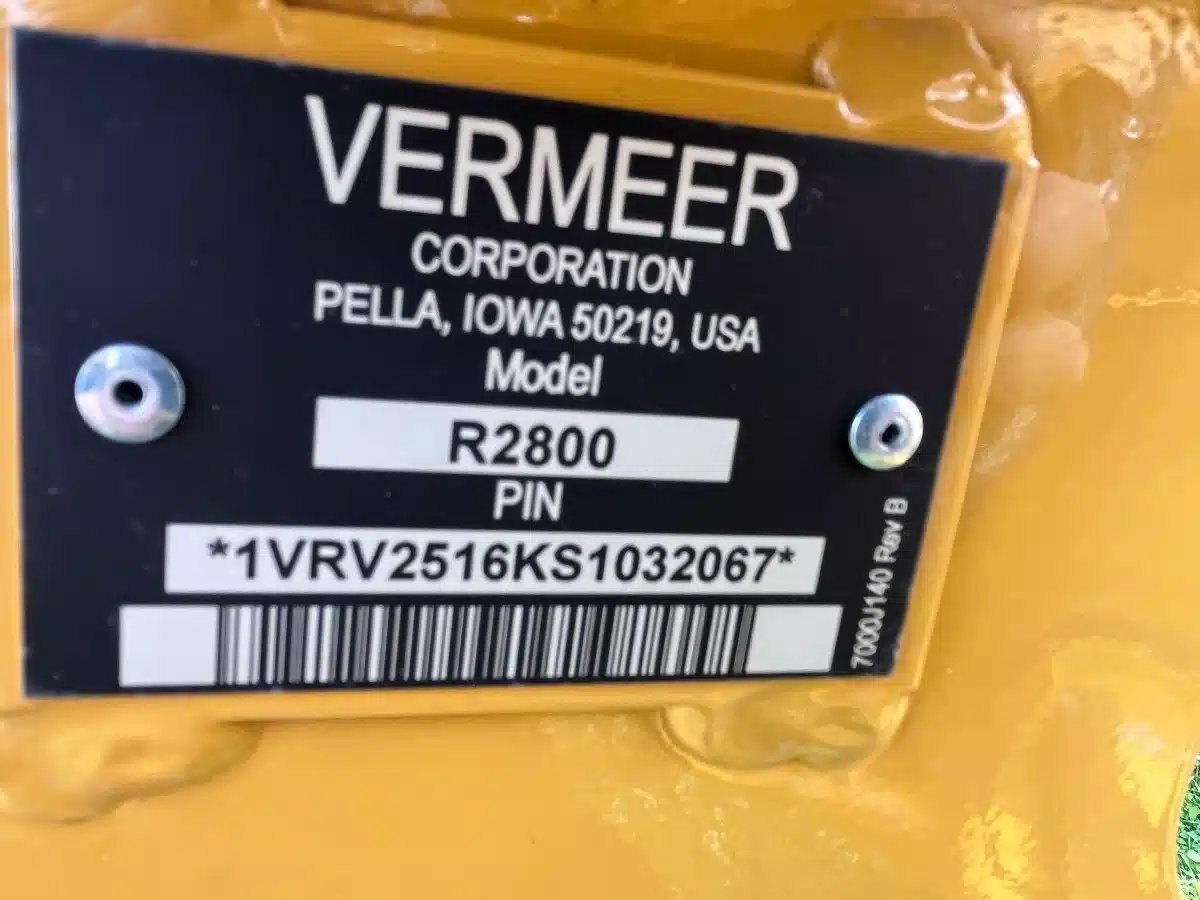 VERMEER
CORPORATION
PELLA, IOWA 50219, USA
Model
R2800
PIN
*1VRV2516KS1032067*
7000J140 Rev B